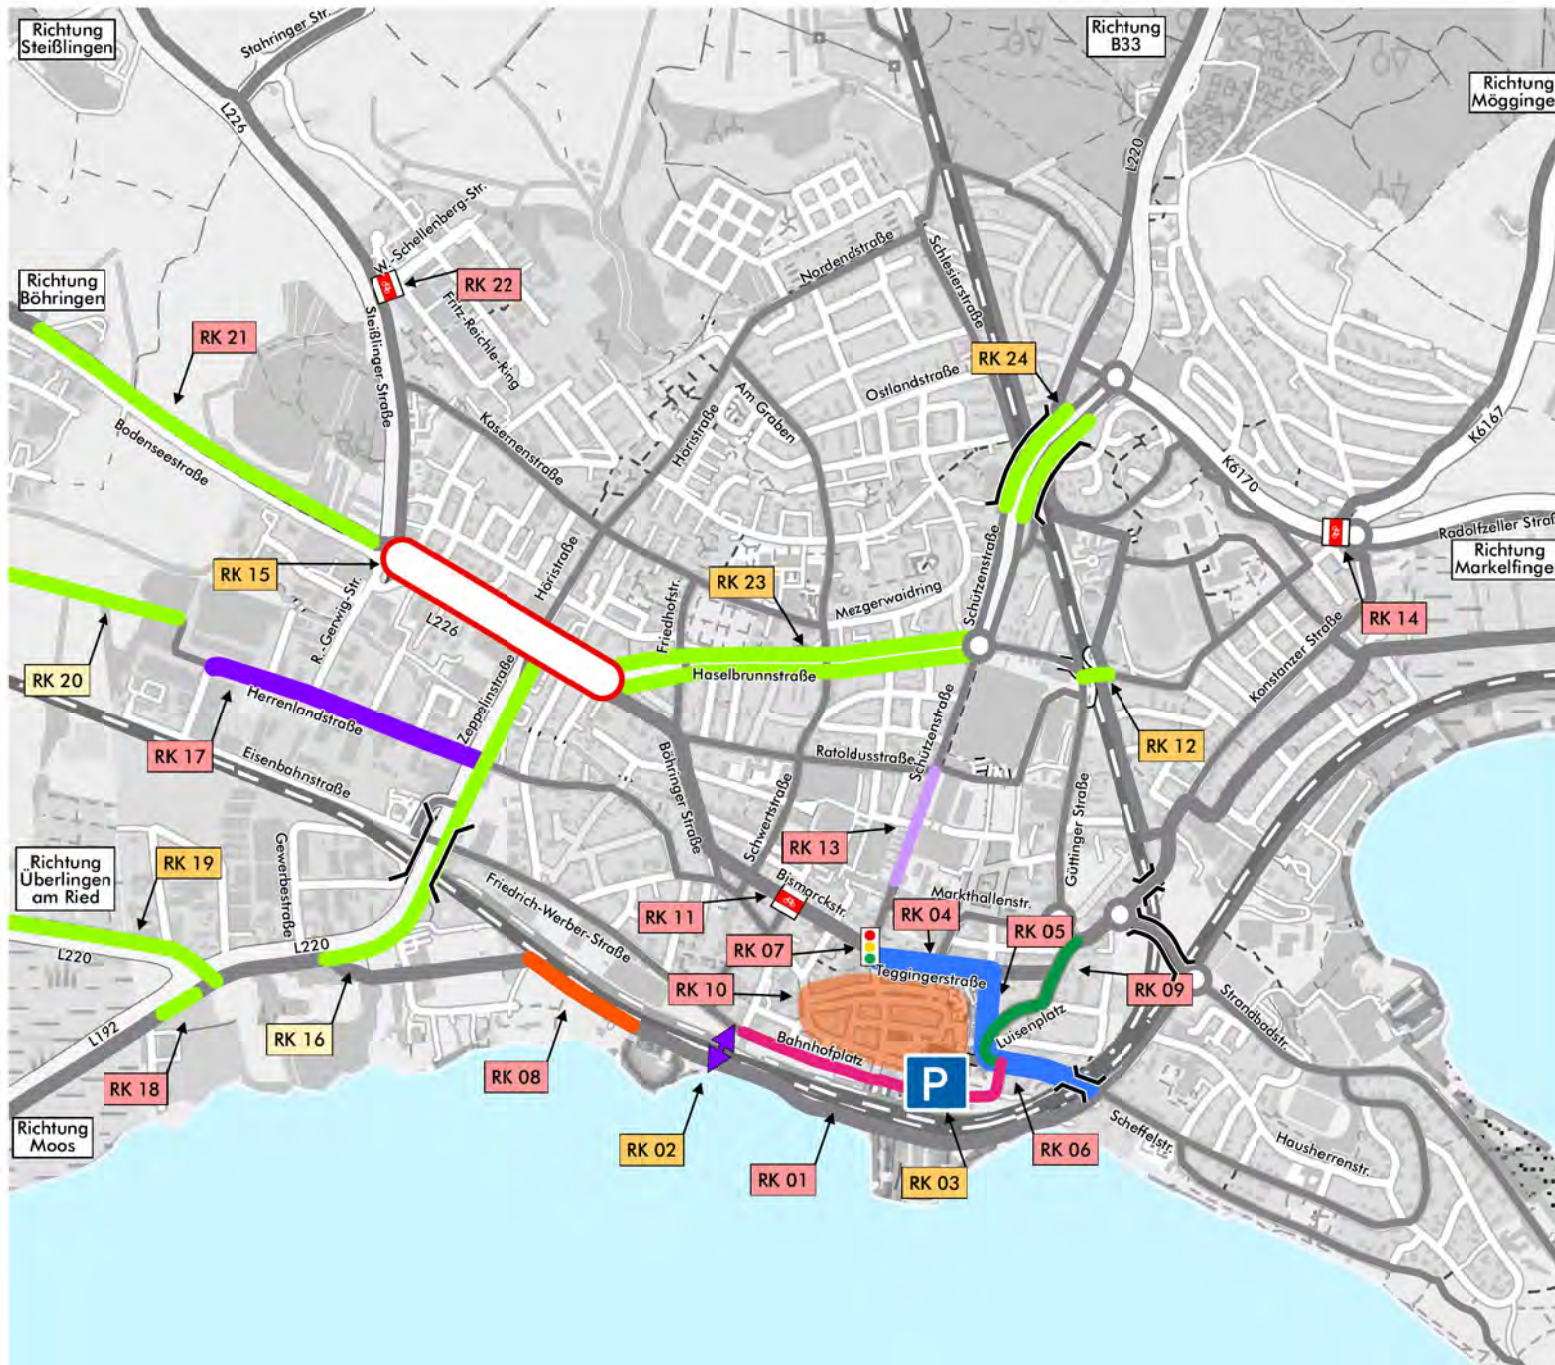 Richtung
Steißlingen
Stahringer Str.
Richtung
B33
Richtung
Mögginge
L226
L220
W.-Schellenberg-Str.
Nordendstraße
Schlesierstraße
Richtung
Böhringen
RK 22
Fritz-Reichle-Ring
Steißlinger Straße
RK 21
RK 24
Ostlandstraße
Am Graben
Höristraße
Kasernenstraße
Bodenseestraße
K6167
K6170
Radolfzeller Straß
Richtung
Markelfinge
RK 15
RK 23
Höristraße
Friedhofstr.
Mezgerwaidring
Schützenstraße
RK 14
R.-Gerwig-Str.
L226
Haselbrunnstraße
Konstanzer Straße
RK 20
Herrenlandstraße
Zeppelinstraße
RK 17
RK 12
Eisenbahnstraße
Böhringer Straße
Ratoldusstraße
Schützenstraße
Schwertstraße
Güttinger Straße
RK 13
Richtung
Überlingen
am Ried
RK 19
Gewerbestraße
Friedrich-Werber-Straße
Bismarckstr.
Markthallenstr.
RK 11
RK 04
RK 05
RK 07
L220
L220
Teggingerstraße
RK 10
RK 09
Strandbadstr.
L192
RK 16
Luisenplatz
Bahnhofplatz
RK 18
RK 08
P
Richtung
Moos
Scheffelstr.
Hausherrenstr.
RK 02
RK 01
RK 03
RK 06